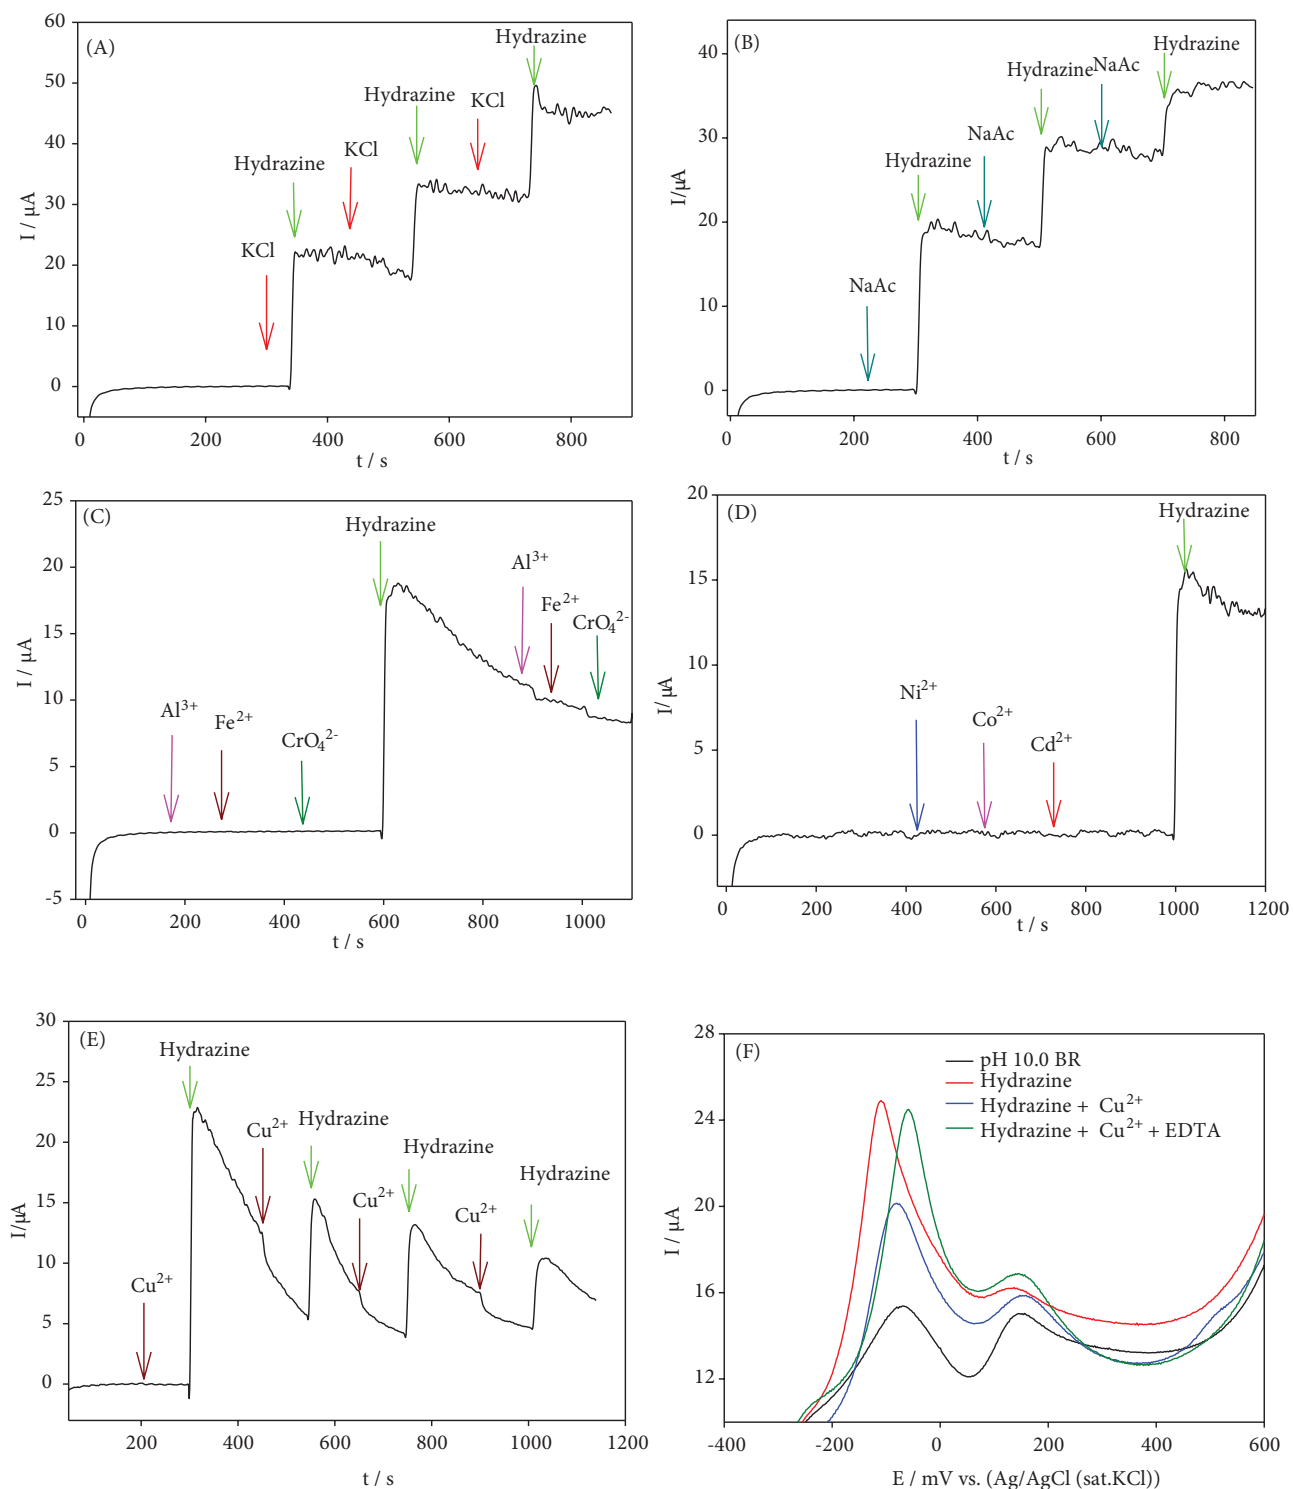 (A)
Hydrazine
Hydrazine
KCl
KCl
Hydrazine
KCl
60
50
40
30
20
10
0
I / µA
0 200 400 600 800
t / s
(B)
Hydrazine
Hydrazine
NaAc
NaAc
Hydrazine
NaAc
40
30
20
10
0
I/µA
0 200 400 600 800
t / s
(C)
Hydrazine
Al³⁺
Fe²⁺
CrO₄²⁻
Al³⁺
Fe²⁺
CrO₄²⁻
25
20
15
10
5
0
-5
I / µA
0 200 400 600 800 1000
t / s
(D)
Hydrazine
Ni²⁺
Co²⁺
Cd²⁺
20
15
10
5
0
I/µA
0 200 400 600 800 1000 1200
t / s
(E)
Hydrazine
Cu²⁺
Hydrazine
Cu²⁺
Hydrazine
Cu²⁺
Hydrazine
Cu²⁺
30
25
20
15
10
5
0
I/µA
200 400 600 800 1000 1200
t / s
(F)
pH 10.0 BR
Hydrazine
Hydrazine + Cu²⁺
Hydrazine + Cu²⁺ + EDTA
28
24
20
16
12
I / µA
-400 -200 0 200 400 600
E / mV vs. (Ag/AgCl (sat.KCl))